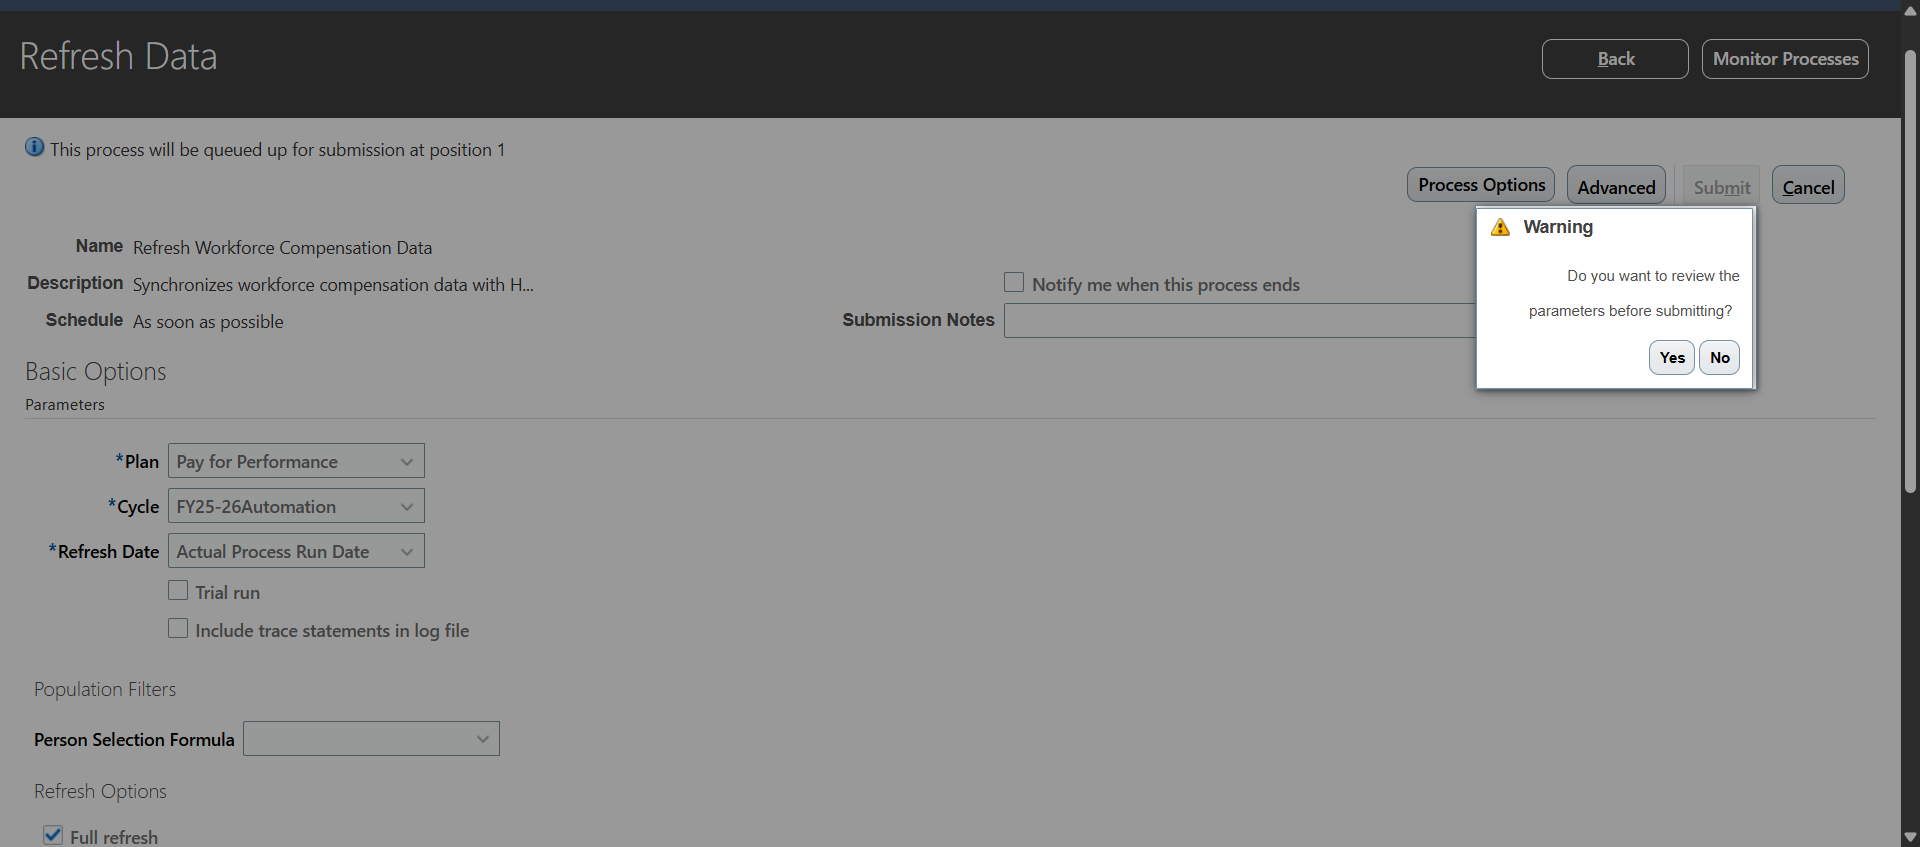 Refresh Data
Back
Monitor Processes
This process will be queued up for submission at position 1
Process Options
Advanced
Submit
Cancel
Warning
Do you want to review the
parameters before submitting?
Yes
No
Name Refresh Workforce Compensation Data
Description Synchronizes workforce compensation data with H...
Schedule As soon as possible
Notify me when this process ends
Submission Notes
Basic Options
Parameters
*Plan Pay for Performance
*Cycle FY25-26Automation
*Refresh Date Actual Process Run Date
Trial run
Include trace statements in log file
Population Filters
Person Selection Formula
Refresh Options
Full refresh